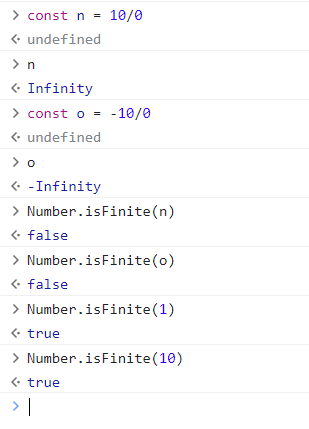 > const n = 10/0
<· undefined
> n
<· Infinity
> const o = -10/0
<· undefined
> o
<· -Infinity
> Number.isFinite(n)
<· false
> Number.isFinite(o)
<· false
> Number.isFinite(1)
<· true
> Number.isFinite(10)
<· true
>